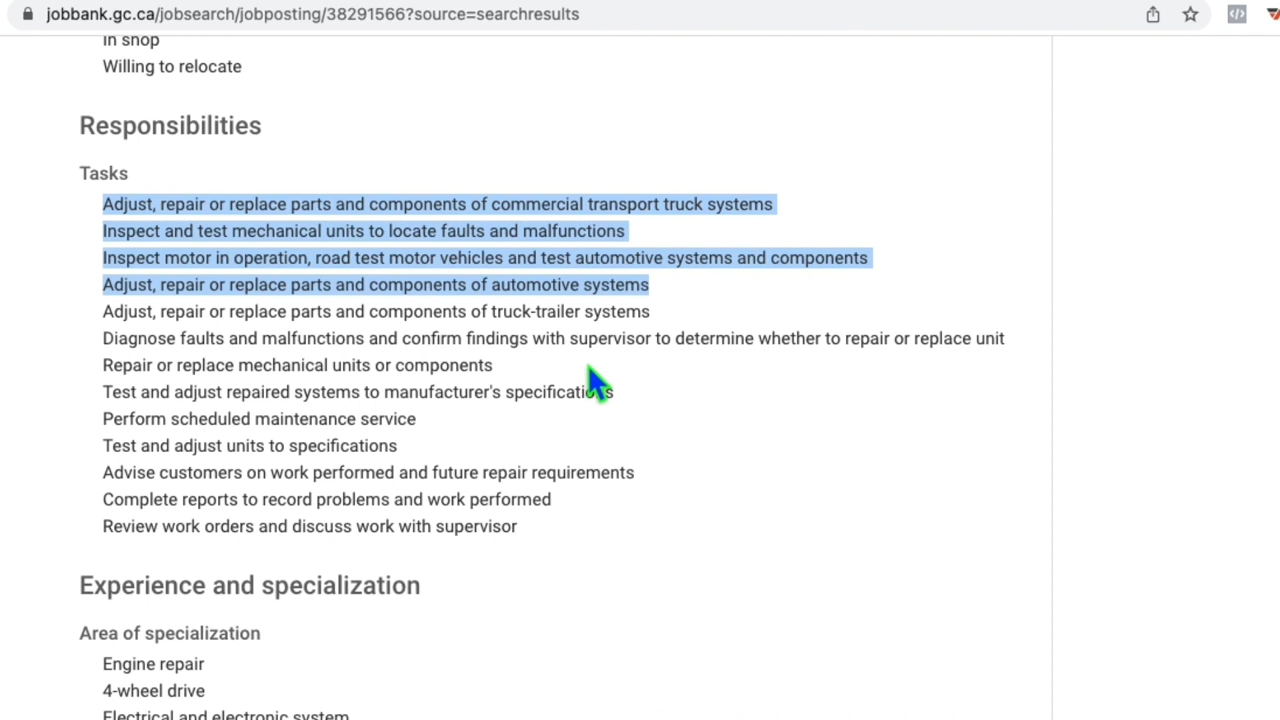 jobbank.gc.ca/jobsearch/jobposting/38291566?source=searchresults
In shop
Willing to relocate
Responsibilities
Tasks
Adjust, repair or replace parts and components of commercial transport truck systems
Inspect and test mechanical units to locate faults and malfunctions
Inspect motor in operation, road test motor vehicles and test automotive systems and components
Adjust, repair or replace parts and components of automotive systems
Adjust, repair or replace parts and components of truck-trailer systems
Diagnose faults and malfunctions and confirm findings with supervisor to determine whether to repair or replace unit
Repair or replace mechanical units or components
Test and adjust repaired systems to manufacturer's specifications
Perform scheduled maintenance service
Test and adjust units to specifications
Advise customers on work performed and future repair requirements
Complete reports to record problems and work performed
Review work orders and discuss work with supervisor
Experience and specialization
Area of specialization
Engine repair
4-wheel drive
Electrical and electronic system